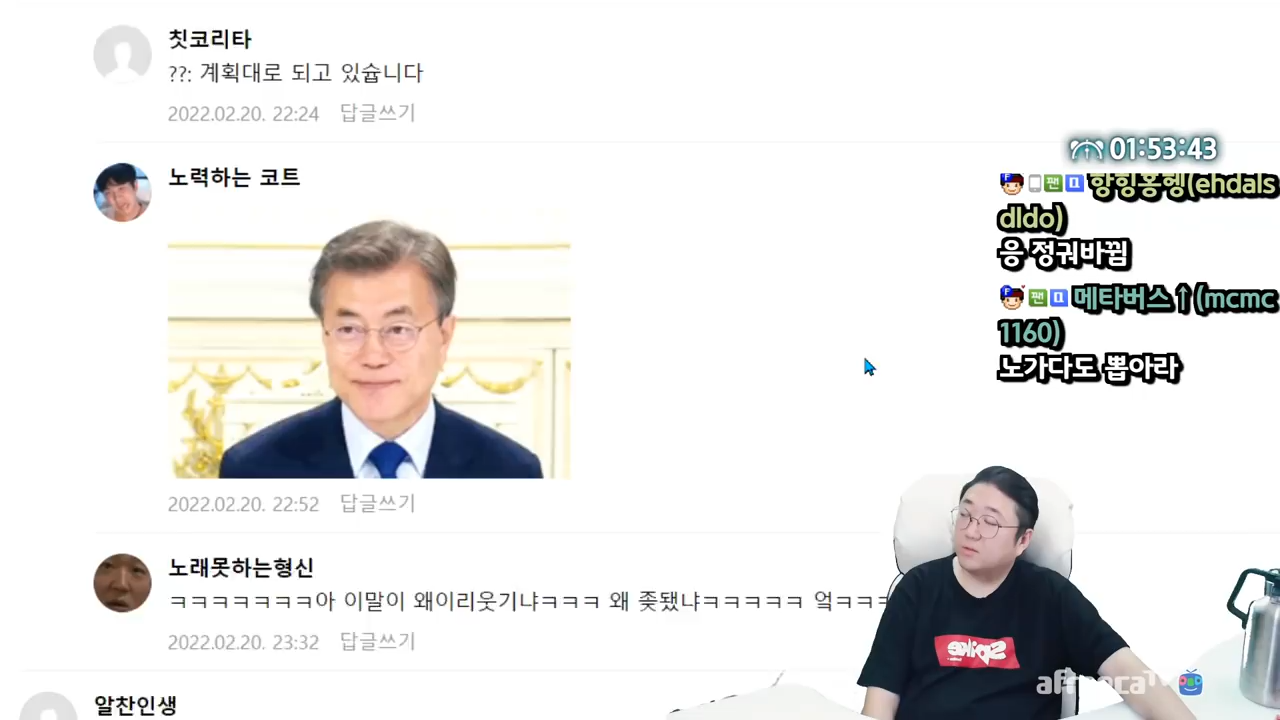 칫코리타
??: 계획대로 되고 있슙니다
2022.02.20. 22:24 답글쓰기
노력하는 코트
2022.02.20. 22:52 답글쓰기
노래못하는형신
ㅋㅋㅋㅋㅋㅋㅋ아 이말이 왜이리웃기냐ㅋㅋㅋ 왜 좆됐냐ㅋㅋㅋㅋㅋ 엌ㅋㅋㅋ
2022.02.20. 23:32 답글쓰기
알찬인생
01:53:43
항힝홍헹(ehdals
dldo)
응 정궈바뀜
메타버스↑(mcmc
1160)
노가다도 뽑아라
Spike